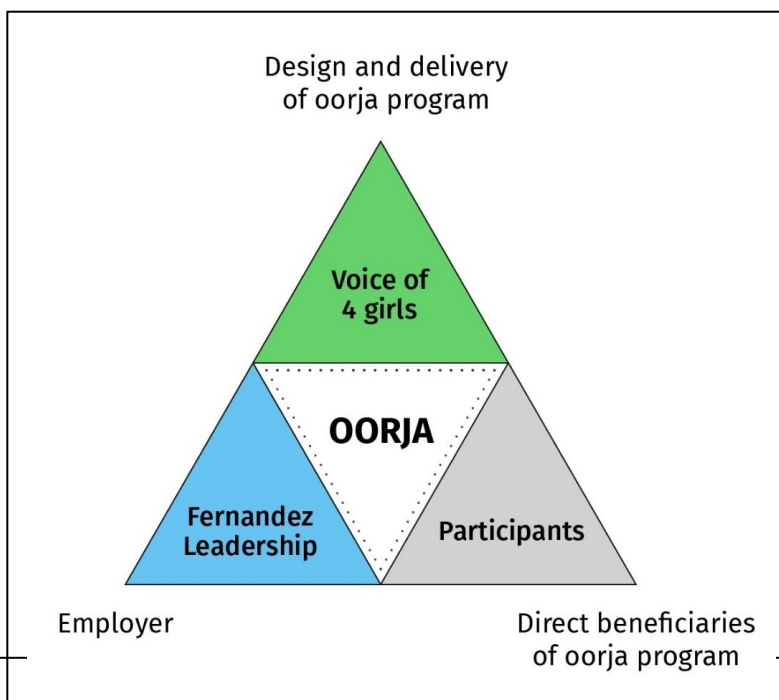 Design and delivery
of oorja program
Voice of
4 girls
OORJA
Fernandez
Leadership
Participants
Employer
Direct beneficiaries
of oorja program